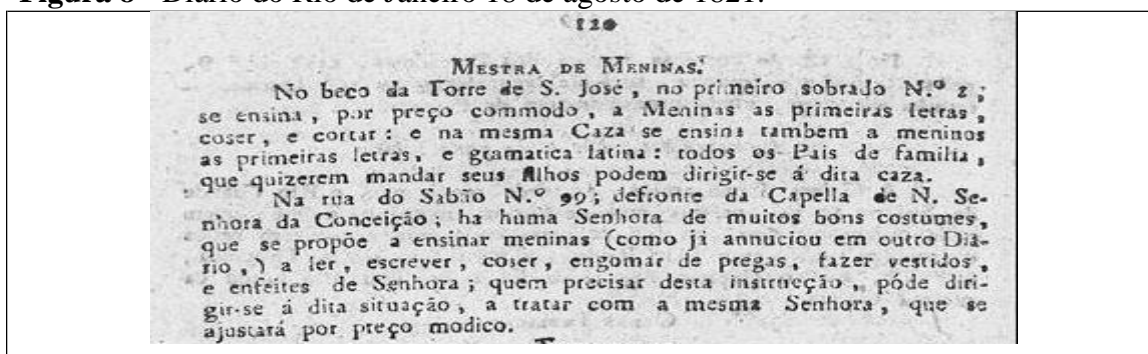 Figura 8 - Diário do Rio de Janeiro 18 de agosto de 1821.
120
MESTRA DE MENINAS.
No beco da Torre de S. José, no primeiro sobrado N.º 2;
se ensina, por preço commodo, a Meninas as primeiras letras,
coser, e cortar: e na mesma Caza se ensina tambem a meninos
as primeiras letras, e gramatica latina: todos os Pais de familia,
que quizerem mandar seus filhos podem dirigir-se á dita caza.
Na rua do Sabão N.º 99; defronte da Capella de N. Se-
nhora da Conceição; ha huma Senhora de muitos bons costumes,
que se propõe a ensinar meninas (como já annuciou em outro Diá-
rio,) a ler, escrever, coser, engomar de pregas, fazer vestidos,
e enfeites de Senhora; quem precisar desta instrucção, póde diri-
gir-se á dita situação, a tratar com a mesma Senhora, que se
ajustará por preço modico.